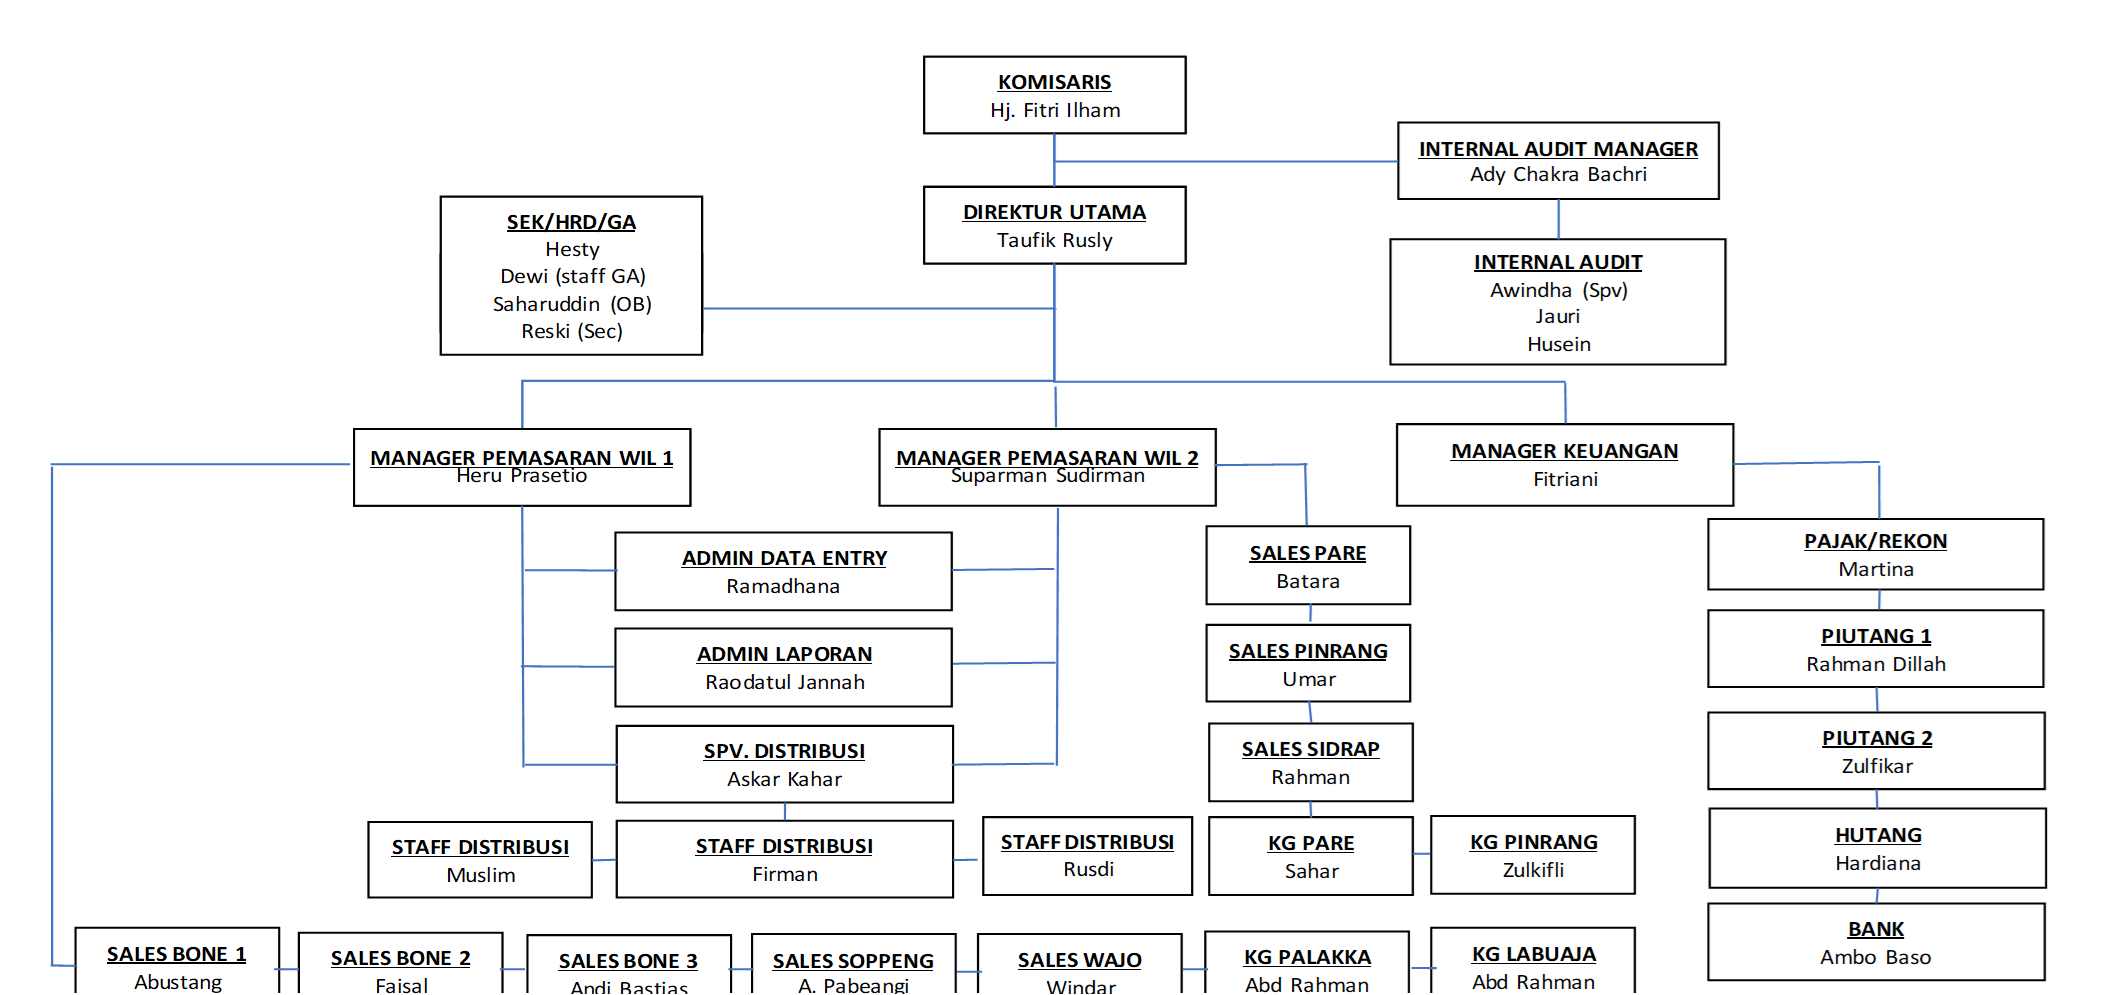 KOMISARIS
Hj. Fitri Ilham
INTERNAL AUDIT MANAGER
Ady Chakra Bachri
DIREKTUR UTAMA
Taufik Rusly
SEK/HRD/GA
Hesty
Dewi (staff GA)
Saharuddin (OB)
Reski (Sec)
INTERNAL AUDIT
Awindha (Spv)
Jauri
Husein
MANAGER PEMASARAN WIL 1
Heru Prasetio
MANAGER PEMASARAN WIL 2
Suparman Sudirman
MANAGER KEUANGAN
Fitriani
ADMIN DATA ENTRY
Ramadhana
SALES PARE
Batara
PAJAK/REKON
Martina
ADMIN LAPORAN
Raodatul Jannah
SALES PINRANG
Umar
PIUTANG 1
Rahman Dillah
SPV. DISTRIBUSI
Askar Kahar
SALES SIDRAP
Rahman
PIUTANG 2
Zulfikar
STAFF DISTRIBUSI
Muslim
STAFF DISTRIBUSI
Firman
STAFF DISTRIBUSI
Rusdi
KG PARE
Sahar
KG PINRANG
Zulkifli
HUTANG
Hardiana
SALES BONE 1
Abustang
SALES BONE 2
Faisal
SALES BONE 3
Andi Bastias
SALES SOPPENG
A. Pabeangi
SALES WAJO
Windar
KG PALAKKA
Abd Rahman
KG LABUAJA
Abd Rahman
BANK
Ambo Baso